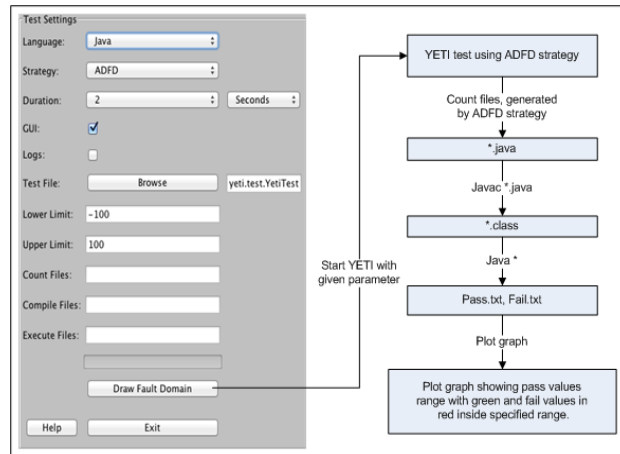 Test Settings
Language: Java
Strategy: ADFD
Duration: 2 Seconds
GUI:
Logs:
Test File: Browse yeti.test.YetiTest
Lower Limit: -100
Upper Limit: 100
Count Files:
Compile Files:
Execute Files:
Draw Fault Domain
Help Exit
Start YETI with
given parameter
YETI test using ADFD strategy
Count files, generated
by ADFD strategy
*.java
Javac *.java
*.class
Java *
Pass.txt, Fail.txt
Plot graph
Plot graph showing pass values
range with green and fail values in
red inside specified range.